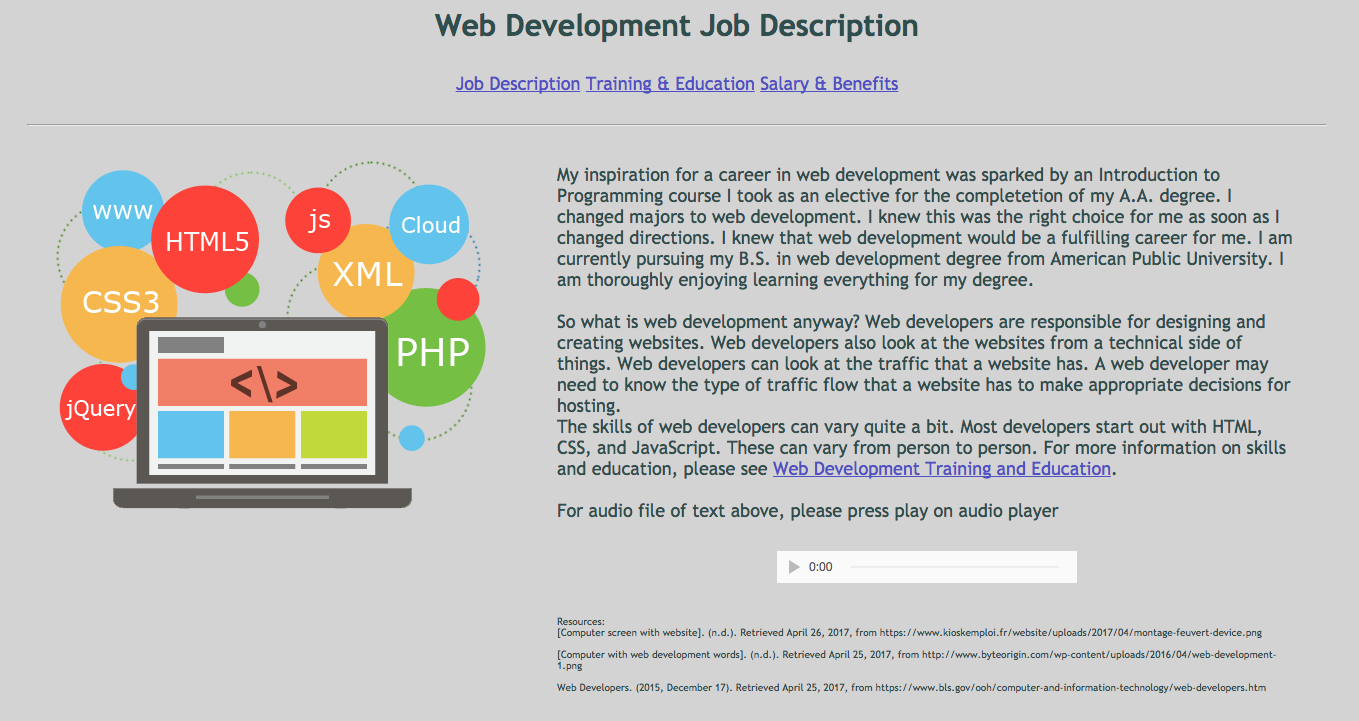 Web Development Job Description
Job Description Training & Education Salary & Benefits
www
HTML5
js
Cloud
CSS3
XML
PHP
jQuery
<\>
My inspiration for a career in web development was sparked by an Introduction to
Programming course I took as an elective for the completetion of my A.A. degree. I
changed majors to web development. I knew this was the right choice for me as soon as I
changed directions. I knew that web development would be a fulfilling career for me. I am
currently pursuing my B.S. in web development degree from American Public University. I
am thoroughly enjoying learning everything for my degree.
So what is web development anyway? Web developers are responsible for designing and
creating websites. Web developers also look at the websites from a technical side of
things. Web developers can look at the traffic that a website has. A web developer may
need to know the type of traffic flow that a website has to make appropriate decisions for
hosting.
The skills of web developers can vary quite a bit. Most developers start out with HTML,
CSS, and JavaScript. These can vary from person to person. For more information on skills
and education, please see Web Development Training and Education.
For audio file of text above, please press play on audio player
0:00
Resources:
[Computer screen with website]. (n.d.). Retrieved April 26, 2017, from https://www.kioskemploi.fr/website/uploads/2017/04/montage-feuvert-device.png
[Computer with web development words]. (n.d.). Retrieved April 25, 2017, from http://www.byteorigin.com/wp-content/uploads/2016/04/web-development-
1.png
Web Developers. (2015, December 17). Retrieved April 25, 2017, from https://www.bls.gov/ooh/computer-and-information-technology/web-developers.htm